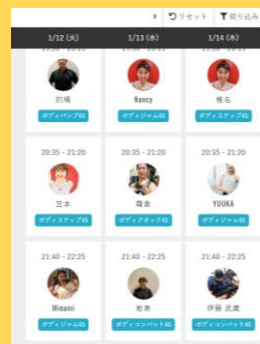 リセット 絞り込み
1/12 (火) 1/13 (水) 1/14 (木)
的場 Nancy 椎名
ボディパンプ45 ボディジャム45 ボディステップ45
20:35 - 21:20 20:35 - 21:20 20:35 - 21:20
笠本 箱倉 YUUKA
ボディステップ45 ボディアタック45 ボディジャム45
21:40 - 22:25 21:40 - 22:25 21:40 - 22:25
Minami 岩美 伊藤 武蔵
ボディジャム45 ボディコンバット45 ボディコンバット45